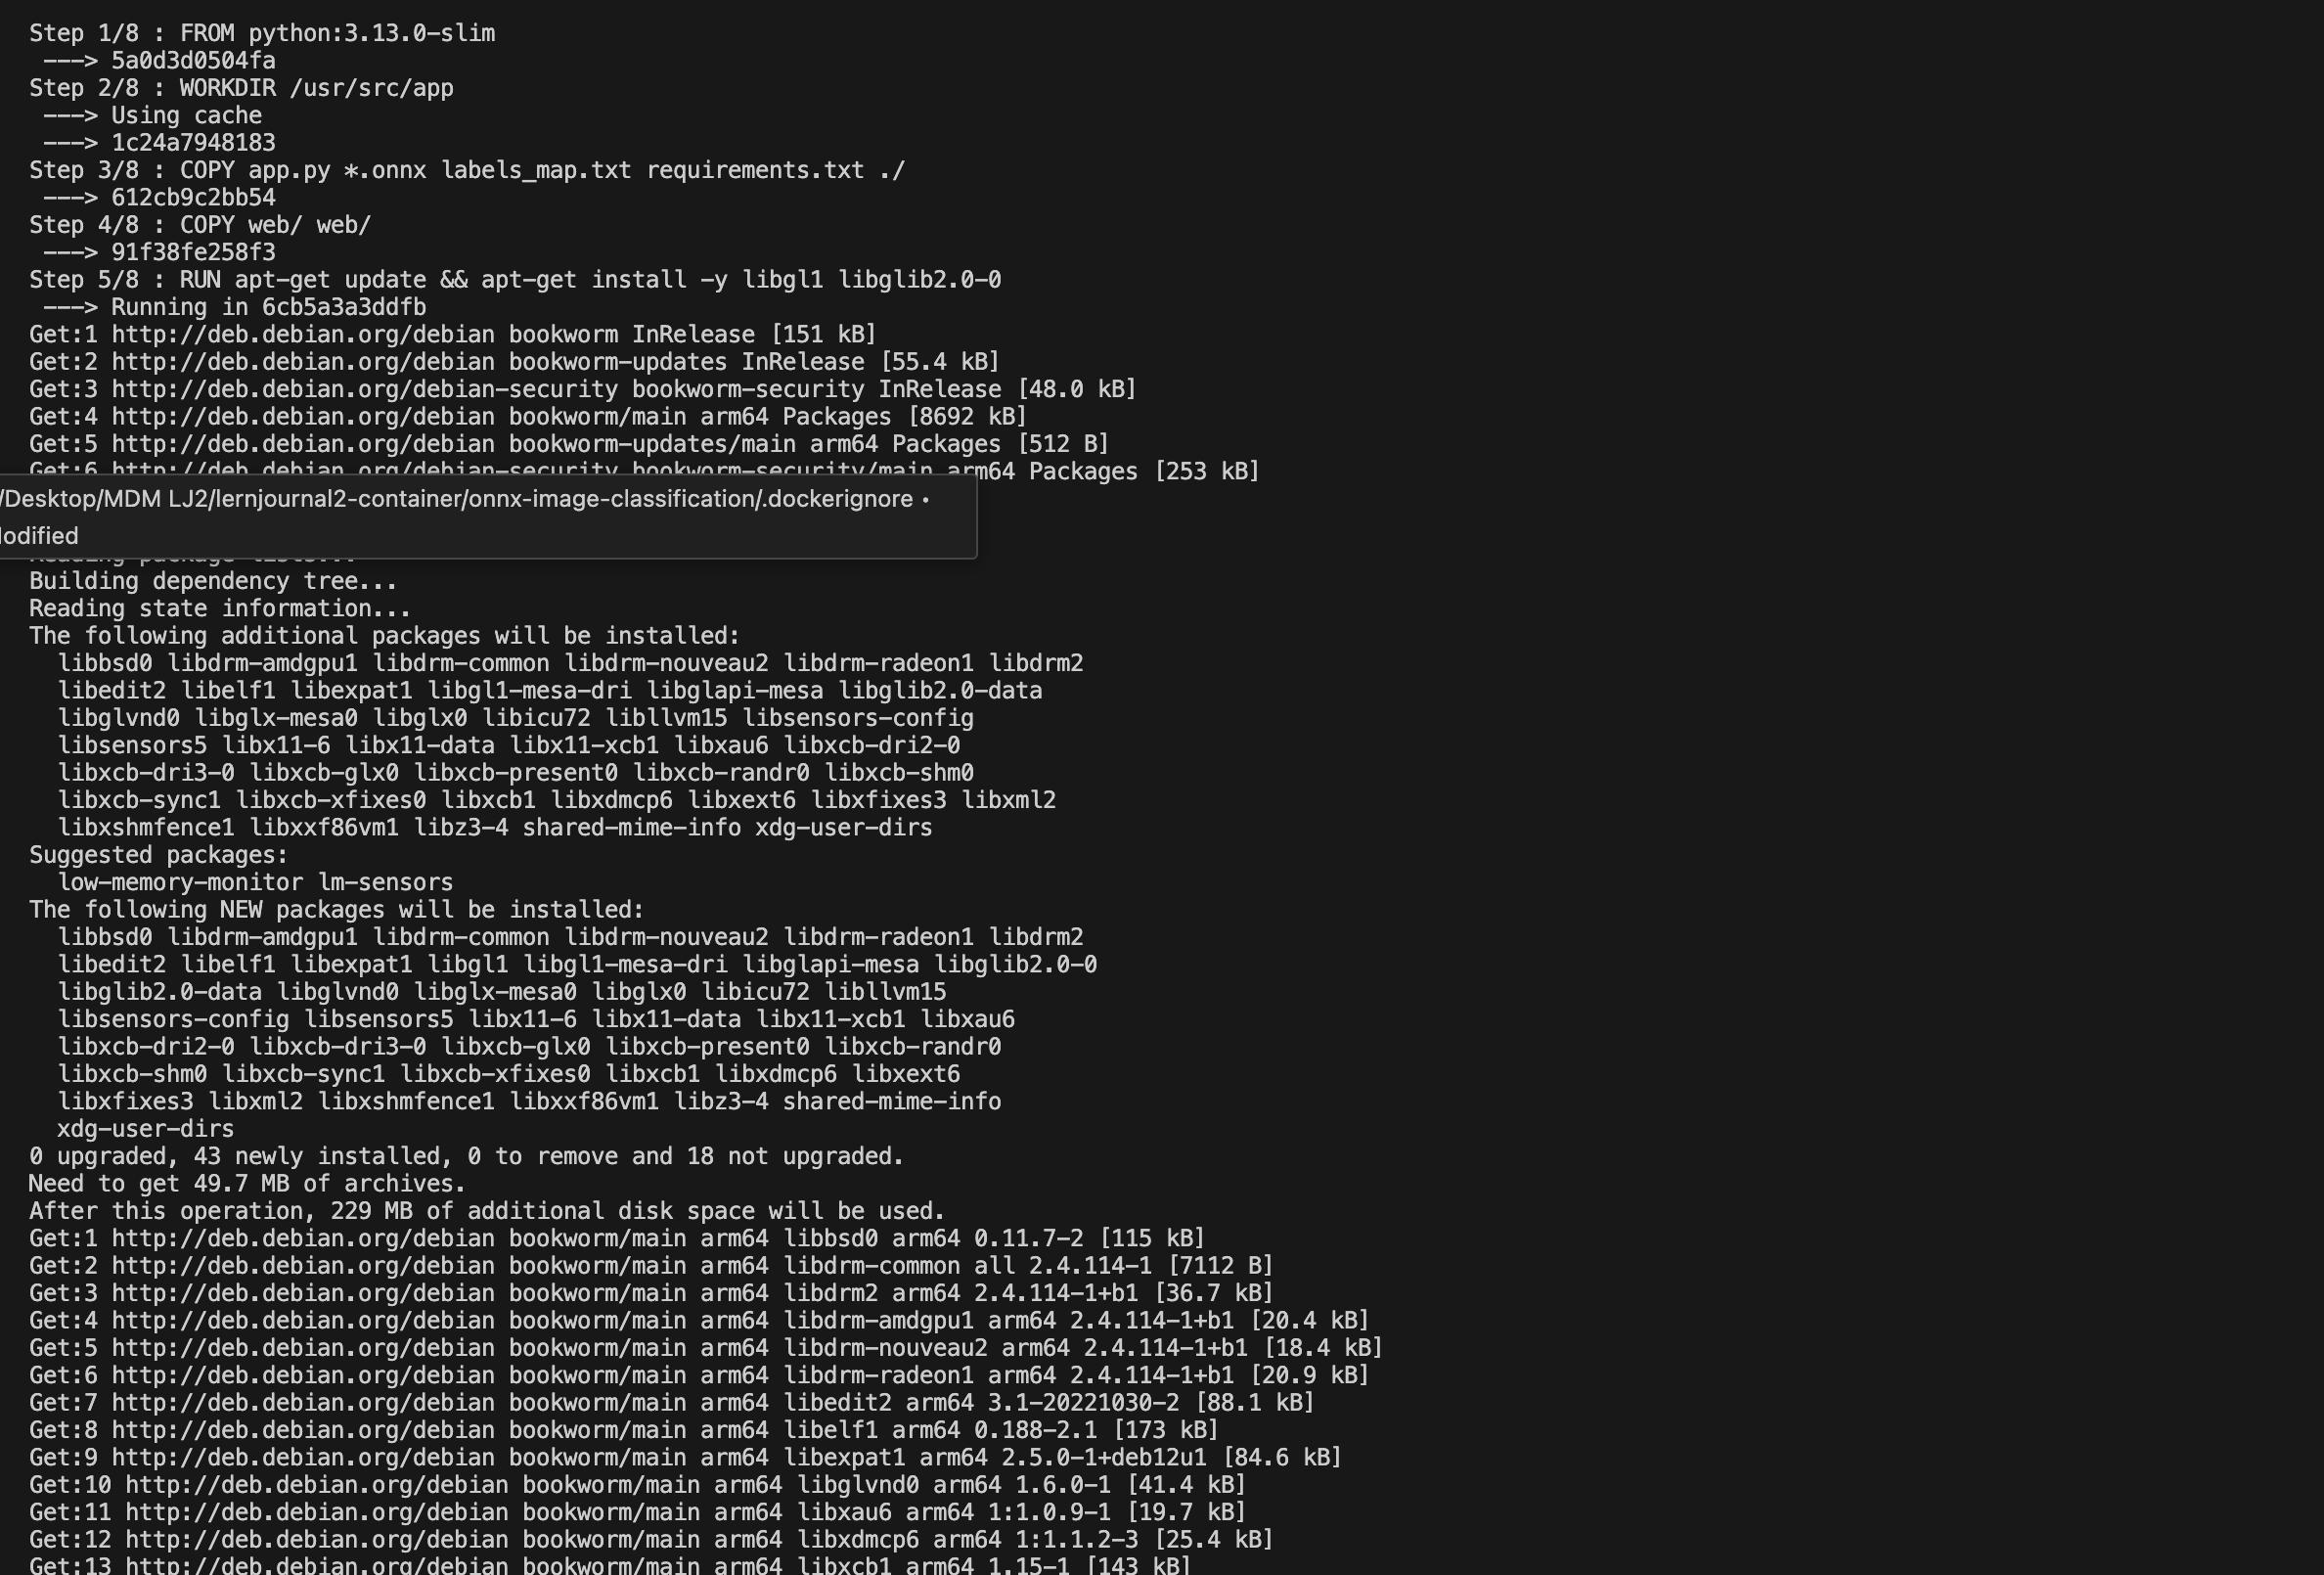 Step 1/8 : FROM python:3.13.0-slim
 ---> 5a0d3d0504fa
Step 2/8 : WORKDIR /usr/src/app
 ---> Using cache
 ---> 1c24a7948183
Step 3/8 : COPY app.py *.onnx labels_map.txt requirements.txt ./
 ---> 612cb9c2bb54
Step 4/8 : COPY web/ web/
 ---> 91f38fe258f3
Step 5/8 : RUN apt-get update && apt-get install -y libgl1 libglib2.0-0
 ---> Running in 6cb5a3a3ddfb
Get:1 http://deb.debian.org/debian bookworm InRelease [151 kB]
Get:2 http://deb.debian.org/debian bookworm-updates InRelease [55.4 kB]
Get:3 http://deb.debian.org/debian-security bookworm-security InRelease [48.0 kB]
Get:4 http://deb.debian.org/debian bookworm/main arm64 Packages [8692 kB]
Get:5 http://deb.debian.org/debian bookworm-updates/main arm64 Packages [512 B]
Get:6 http://deb.debian.org/debian-security bookworm-security/main arm64 Packages [253 kB]
/Desktop/MDM LJ2/lernjournal2-container/onnx-image-classification/.dockerignore •
odified
Reading package lists...
Building dependency tree...
Reading state information...
The following additional packages will be installed:
  libbsd0 libdrm-amdgpu1 libdrm-common libdrm-nouveau2 libdrm-radeon1 libdrm2
  libedit2 libelf1 libexpat1 libgl1-mesa-dri libglapi-mesa libglib2.0-data
  libglvnd0 libglx-mesa0 libglx0 libicu72 libllvm15 libsensors-config
  libsensors5 libx11-6 libx11-data libx11-xcb1 libxau6 libxcb-dri2-0
  libxcb-dri3-0 libxcb-glx0 libxcb-present0 libxcb-randr0 libxcb-shm0
  libxcb-sync1 libxcb-xfixes0 libxcb1 libxdmcp6 libxext6 libxfixes3 libxml2
  libxshmfence1 libxxf86vm1 libz3-4 shared-mime-info xdg-user-dirs
Suggested packages:
  low-memory-monitor lm-sensors
The following NEW packages will be installed:
  libbsd0 libdrm-amdgpu1 libdrm-common libdrm-nouveau2 libdrm-radeon1 libdrm2
  libedit2 libelf1 libexpat1 libgl1 libgl1-mesa-dri libglapi-mesa libglib2.0-0
  libglib2.0-data libglvnd0 libglx-mesa0 libglx0 libicu72 libllvm15
  libsensors-config libsensors5 libx11-6 libx11-data libx11-xcb1 libxau6
  libxcb-dri2-0 libxcb-dri3-0 libxcb-glx0 libxcb-present0 libxcb-randr0
  libxcb-shm0 libxcb-sync1 libxcb-xfixes0 libxcb1 libxdmcp6 libxext6
  libxfixes3 libxml2 libxshmfence1 libxxf86vm1 libz3-4 shared-mime-info
  xdg-user-dirs
0 upgraded, 43 newly installed, 0 to remove and 18 not upgraded.
Need to get 49.7 MB of archives.
After this operation, 229 MB of additional disk space will be used.
Get:1 http://deb.debian.org/debian bookworm/main arm64 libbsd0 arm64 0.11.7-2 [115 kB]
Get:2 http://deb.debian.org/debian bookworm/main arm64 libdrm-common all 2.4.114-1 [7112 B]
Get:3 http://deb.debian.org/debian bookworm/main arm64 libdrm2 arm64 2.4.114-1+b1 [36.7 kB]
Get:4 http://deb.debian.org/debian bookworm/main arm64 libdrm-amdgpu1 arm64 2.4.114-1+b1 [20.4 kB]
Get:5 http://deb.debian.org/debian bookworm/main arm64 libdrm-nouveau2 arm64 2.4.114-1+b1 [18.4 kB]
Get:6 http://deb.debian.org/debian bookworm/main arm64 libdrm-radeon1 arm64 2.4.114-1+b1 [20.9 kB]
Get:7 http://deb.debian.org/debian bookworm/main arm64 libedit2 arm64 3.1-20221030-2 [88.1 kB]
Get:8 http://deb.debian.org/debian bookworm/main arm64 libelf1 arm64 0.188-2.1 [173 kB]
Get:9 http://deb.debian.org/debian bookworm/main arm64 libexpat1 arm64 2.5.0-1+deb12u1 [84.6 kB]
Get:10 http://deb.debian.org/debian bookworm/main arm64 libglvnd0 arm64 1.6.0-1 [41.4 kB]
Get:11 http://deb.debian.org/debian bookworm/main arm64 libxau6 arm64 1:1.0.9-1 [19.7 kB]
Get:12 http://deb.debian.org/debian bookworm/main arm64 libxdmcp6 arm64 1:1.1.2-3 [25.4 kB]
Get:13 http://deb.debian.org/debian bookworm/main arm64 libxcb1 arm64 1.15-1 [143 kB]